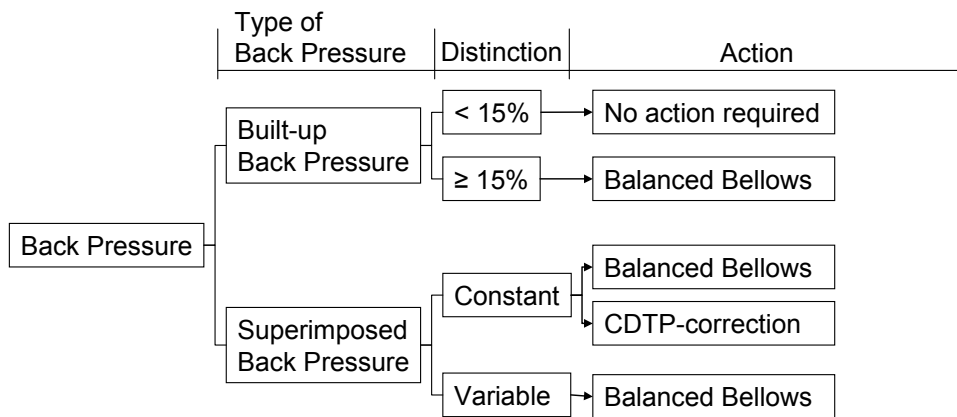 Type of
Back Pressure
Distinction
Action
Built-up
Back Pressure
< 15%
No action required
≥ 15%
Balanced Bellows
Back Pressure
Superimposed
Back Pressure
Constant
Balanced Bellows
CDTP-correction
Variable
Balanced Bellows